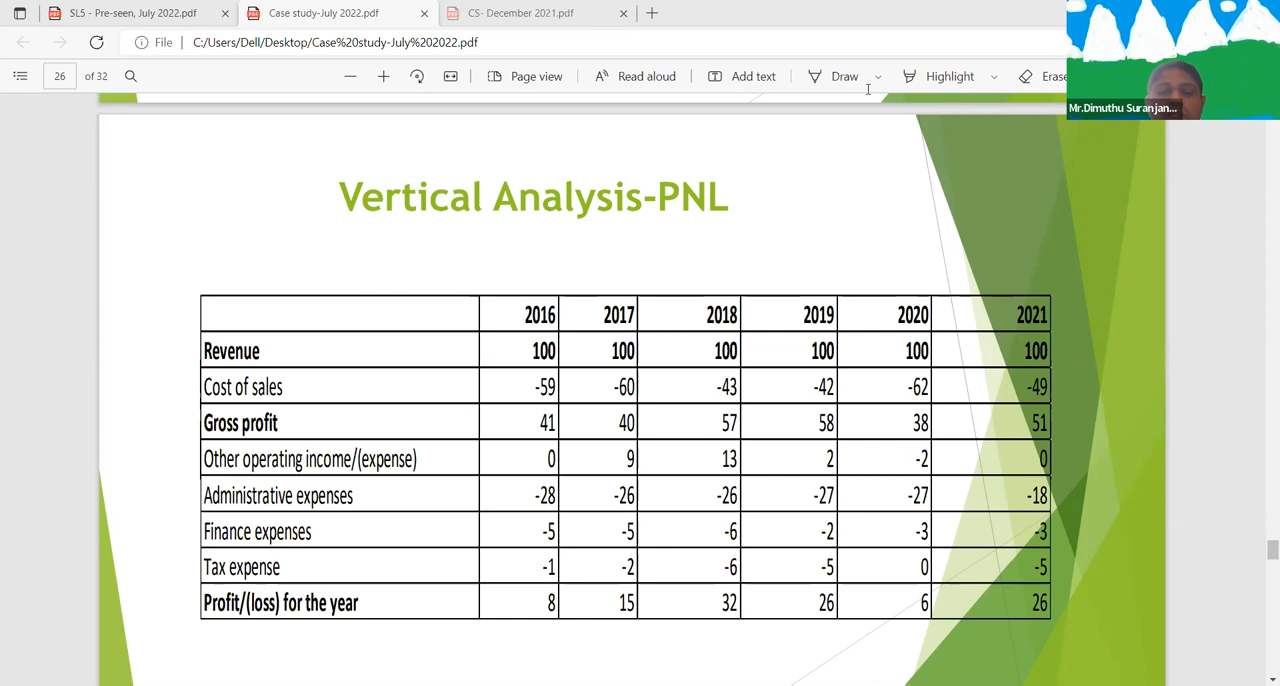 SL5 - Pre-seen, July 2022.pdf
Case study-July 2022.pdf
CS- December 2021.pdf
File C:/Users/Dell/Desktop/Case%20study-July%202022.pdf
26 of 32 Page view Read aloud Add text Draw Highlight Erase
Mr.Dimuthu Suranjan...
Vertical Analysis-PNL
2016 2017 2018 2019 2020 2021
Revenue 100 100 100 100 100 100
Cost of sales -59 -60 -43 -42 -62 -49
Gross profit 41 40 57 58 38 51
Other operating income/(expense) 0 9 13 2 -2 0
Administrative expenses -28 -26 -26 -27 -27 -18
Finance expenses -5 -5 -6 -2 -3 -3
Tax expense -1 -2 -6 -5 0 -5
Profit/(loss) for the year 8 15 32 26 6 26